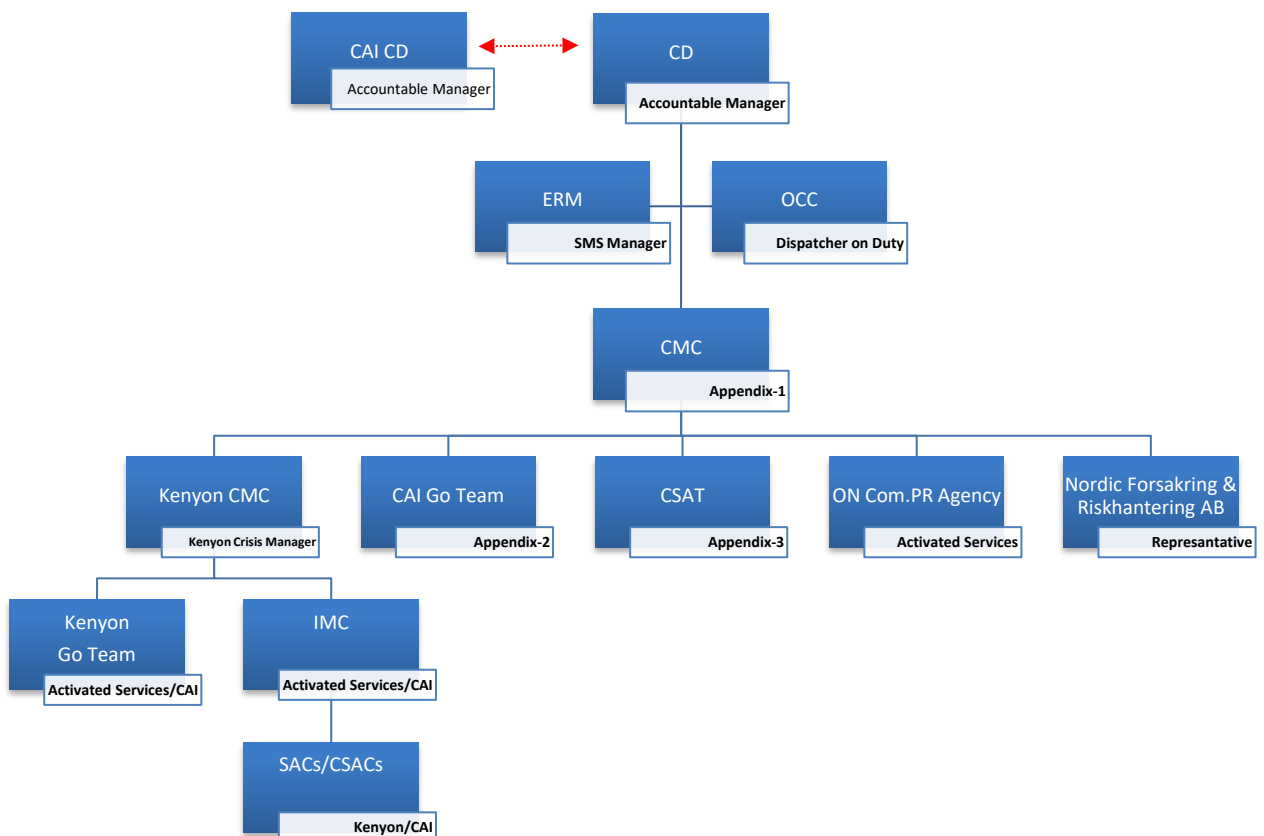 CAI CD
Accountable Manager
CD
Accountable Manager
ERM
SMS Manager
OCC
Dispatcher on Duty
CMC
Appendix-1
Kenyon CMC
Kenyon Crisis Manager
CAI Go Team
Appendix-2
CSAT
Appendix-3
ON Com.PR Agency
Activated Services
Nordic Forsakring &
Riskhantering AB
Represantative
Kenyon
Go Team
Activated Services/CAI
IMC
Activated Services/CAI
SACs/CSACs
Kenyon/CAI